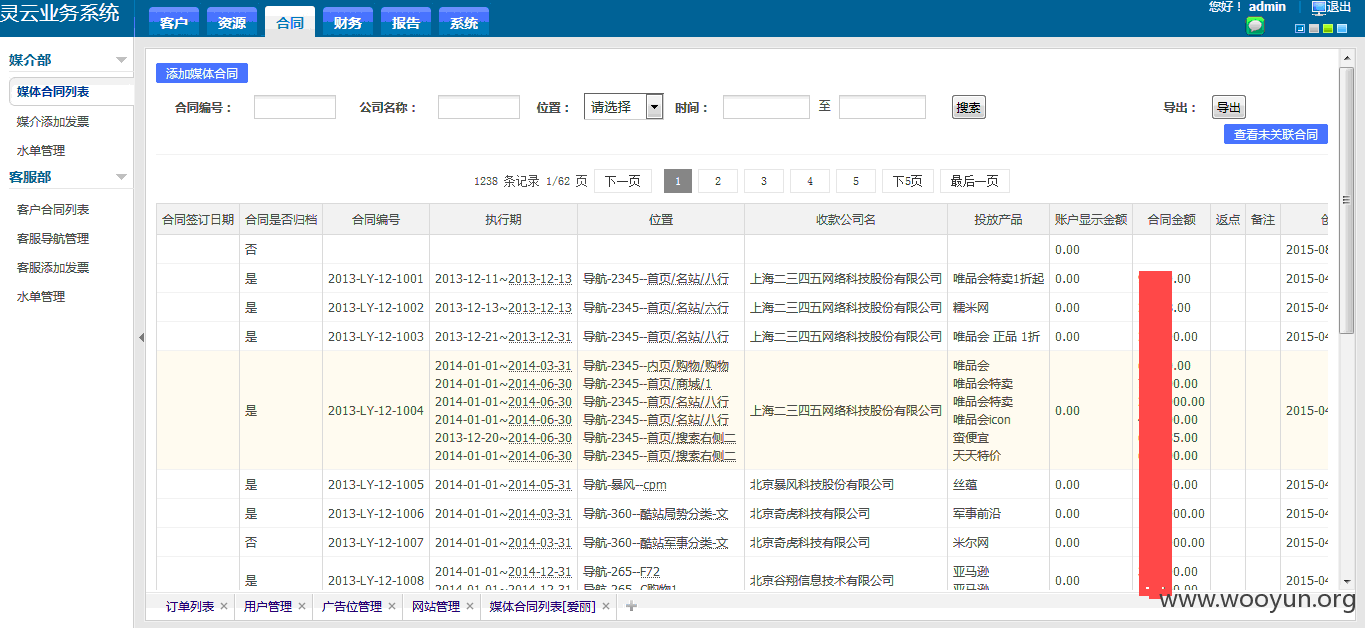 灵云业务系统
客户 资源 合同 财务 报告 系统
您好！ admin 退出
媒介部
媒体合同列表
媒介添加发票
水单管理
客服部
客户合同列表
客服导航管理
客服添加发票
水单管理
添加媒体合同
合同编号： 公司名称： 位置： 请选择 时间： 至 搜索 导出： 导出
查看未关联合同
1238 条记录 1/62 页 下一页 1 2 3 4 5 下5页 最后一页
合同签订日期 合同是否归档 合同编号 执行期 位置 收款公司名 投放产品 账户显示金额 合同金额 返点 备注
否 0.00 2015-08
是 2013-LY-12-1001 2013-12-11~2013-12-13 导航-2345--首页/名站/八行 上海二三四五网络科技股份有限公司 唯品会特卖1折起 0.00 .00 2015-04
是 2013-LY-12-1002 2013-12-13~2013-12-13 导航-2345--首页/名站/六行 上海二三四五网络科技股份有限公司 糯米网 0.00 .00 2015-04
是 2013-LY-12-1003 2013-12-21~2013-12-31 导航-2345--首页/名站/八行 上海二三四五网络科技股份有限公司 唯品会 正品 1折 0.00 0.00 2015-04
是 2013-LY-12-1004 2014-01-01~2014-03-31 导航-2345--内页/购物/购物 上海二三四五网络科技股份有限公司 唯品会 0.00 .00 2015-04
2014-01-01~2014-06-30 导航-2345--首页/商城/1 唯品会特卖 0.00
2014-01-01~2014-06-30 导航-2345--首页/名站/八行 唯品会特卖 00.00
2014-01-01~2014-06-30 导航-2345--首页/名站/八行 唯品会icon 0.00
2013-12-20~2014-06-30 导航-2345--首页/搜索右侧二 蛮便宜 5.00
2014-01-01~2014-06-30 导航-2345--首页/搜索右侧二 天天特价 0.00
是 2013-LY-12-1005 2014-01-01~2014-05-31 导航-暴风--cpm 北京暴风科技股份有限公司 丝蕴 0.00 0.00 2015-04
是 2013-LY-12-1006 2014-01-01~2014-03-31 导航-360--酷站局势分类-文 北京奇虎科技有限公司 军事前沿 0.00 00.00 2015-04
否 2013-LY-12-1007 2014-01-01~2014-03-31 导航-360--酷站军事分类-文 北京奇虎科技有限公司 米尔网 0.00 00.00 2015-04
是 2013-LY-12-1008 2014-01-01~2014-12-31 导航-265--F72 北京谷翔信息技术有限公司 亚马逊 0.00 0.00 2015-04
订单列表 × 用户管理 × 广告位管理 × 网站管理 × 媒体合同列表[爱丽] ×
www.wooyun.org